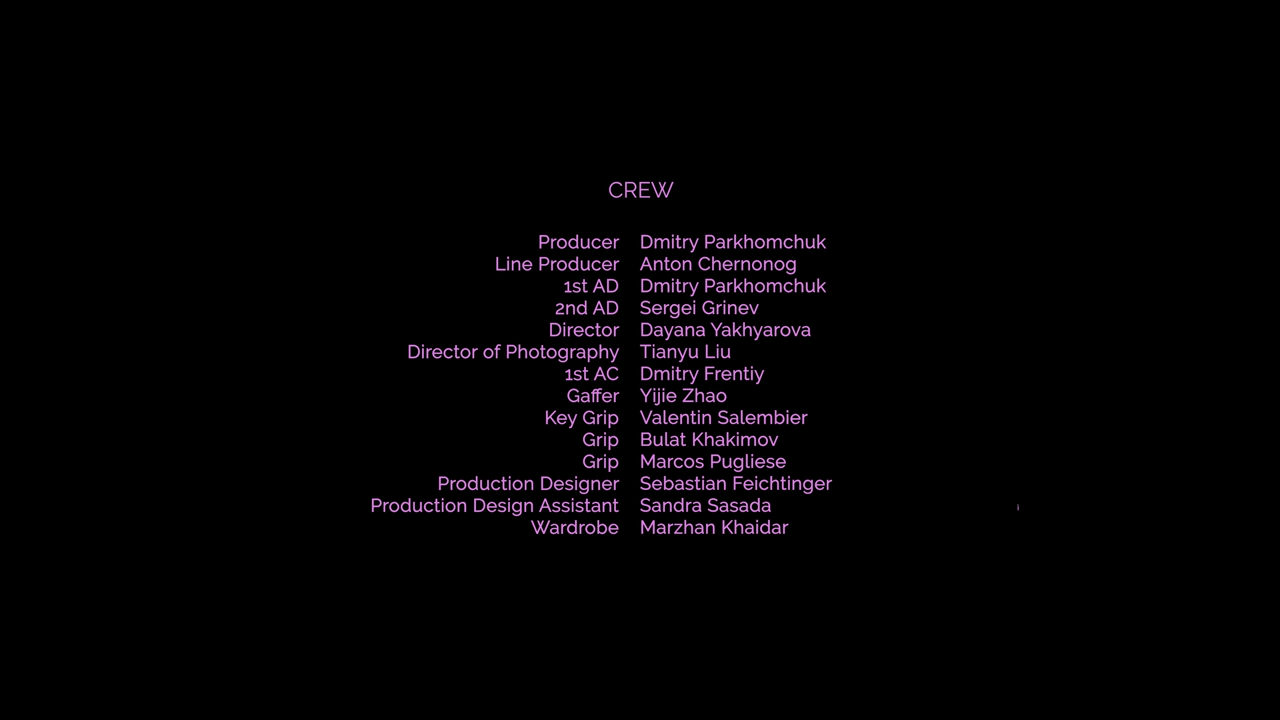 CREW
Producer Dmitry Parkhomchuk
Line Producer Anton Chernonog
1st AD Dmitry Parkhomchuk
2nd AD Sergei Grinev
Director Dayana Yakhyarova
Director of Photography Tianyu Liu
1st AC Dmitry Frentiy
Gaffer Yijie Zhao
Key Grip Valentin Salembier
Grip Bulat Khakimov
Grip Marcos Pugliese
Production Designer Sebastian Feichtinger
Production Design Assistant Sandra Sasada
Wardrobe Marzhan Khaidar